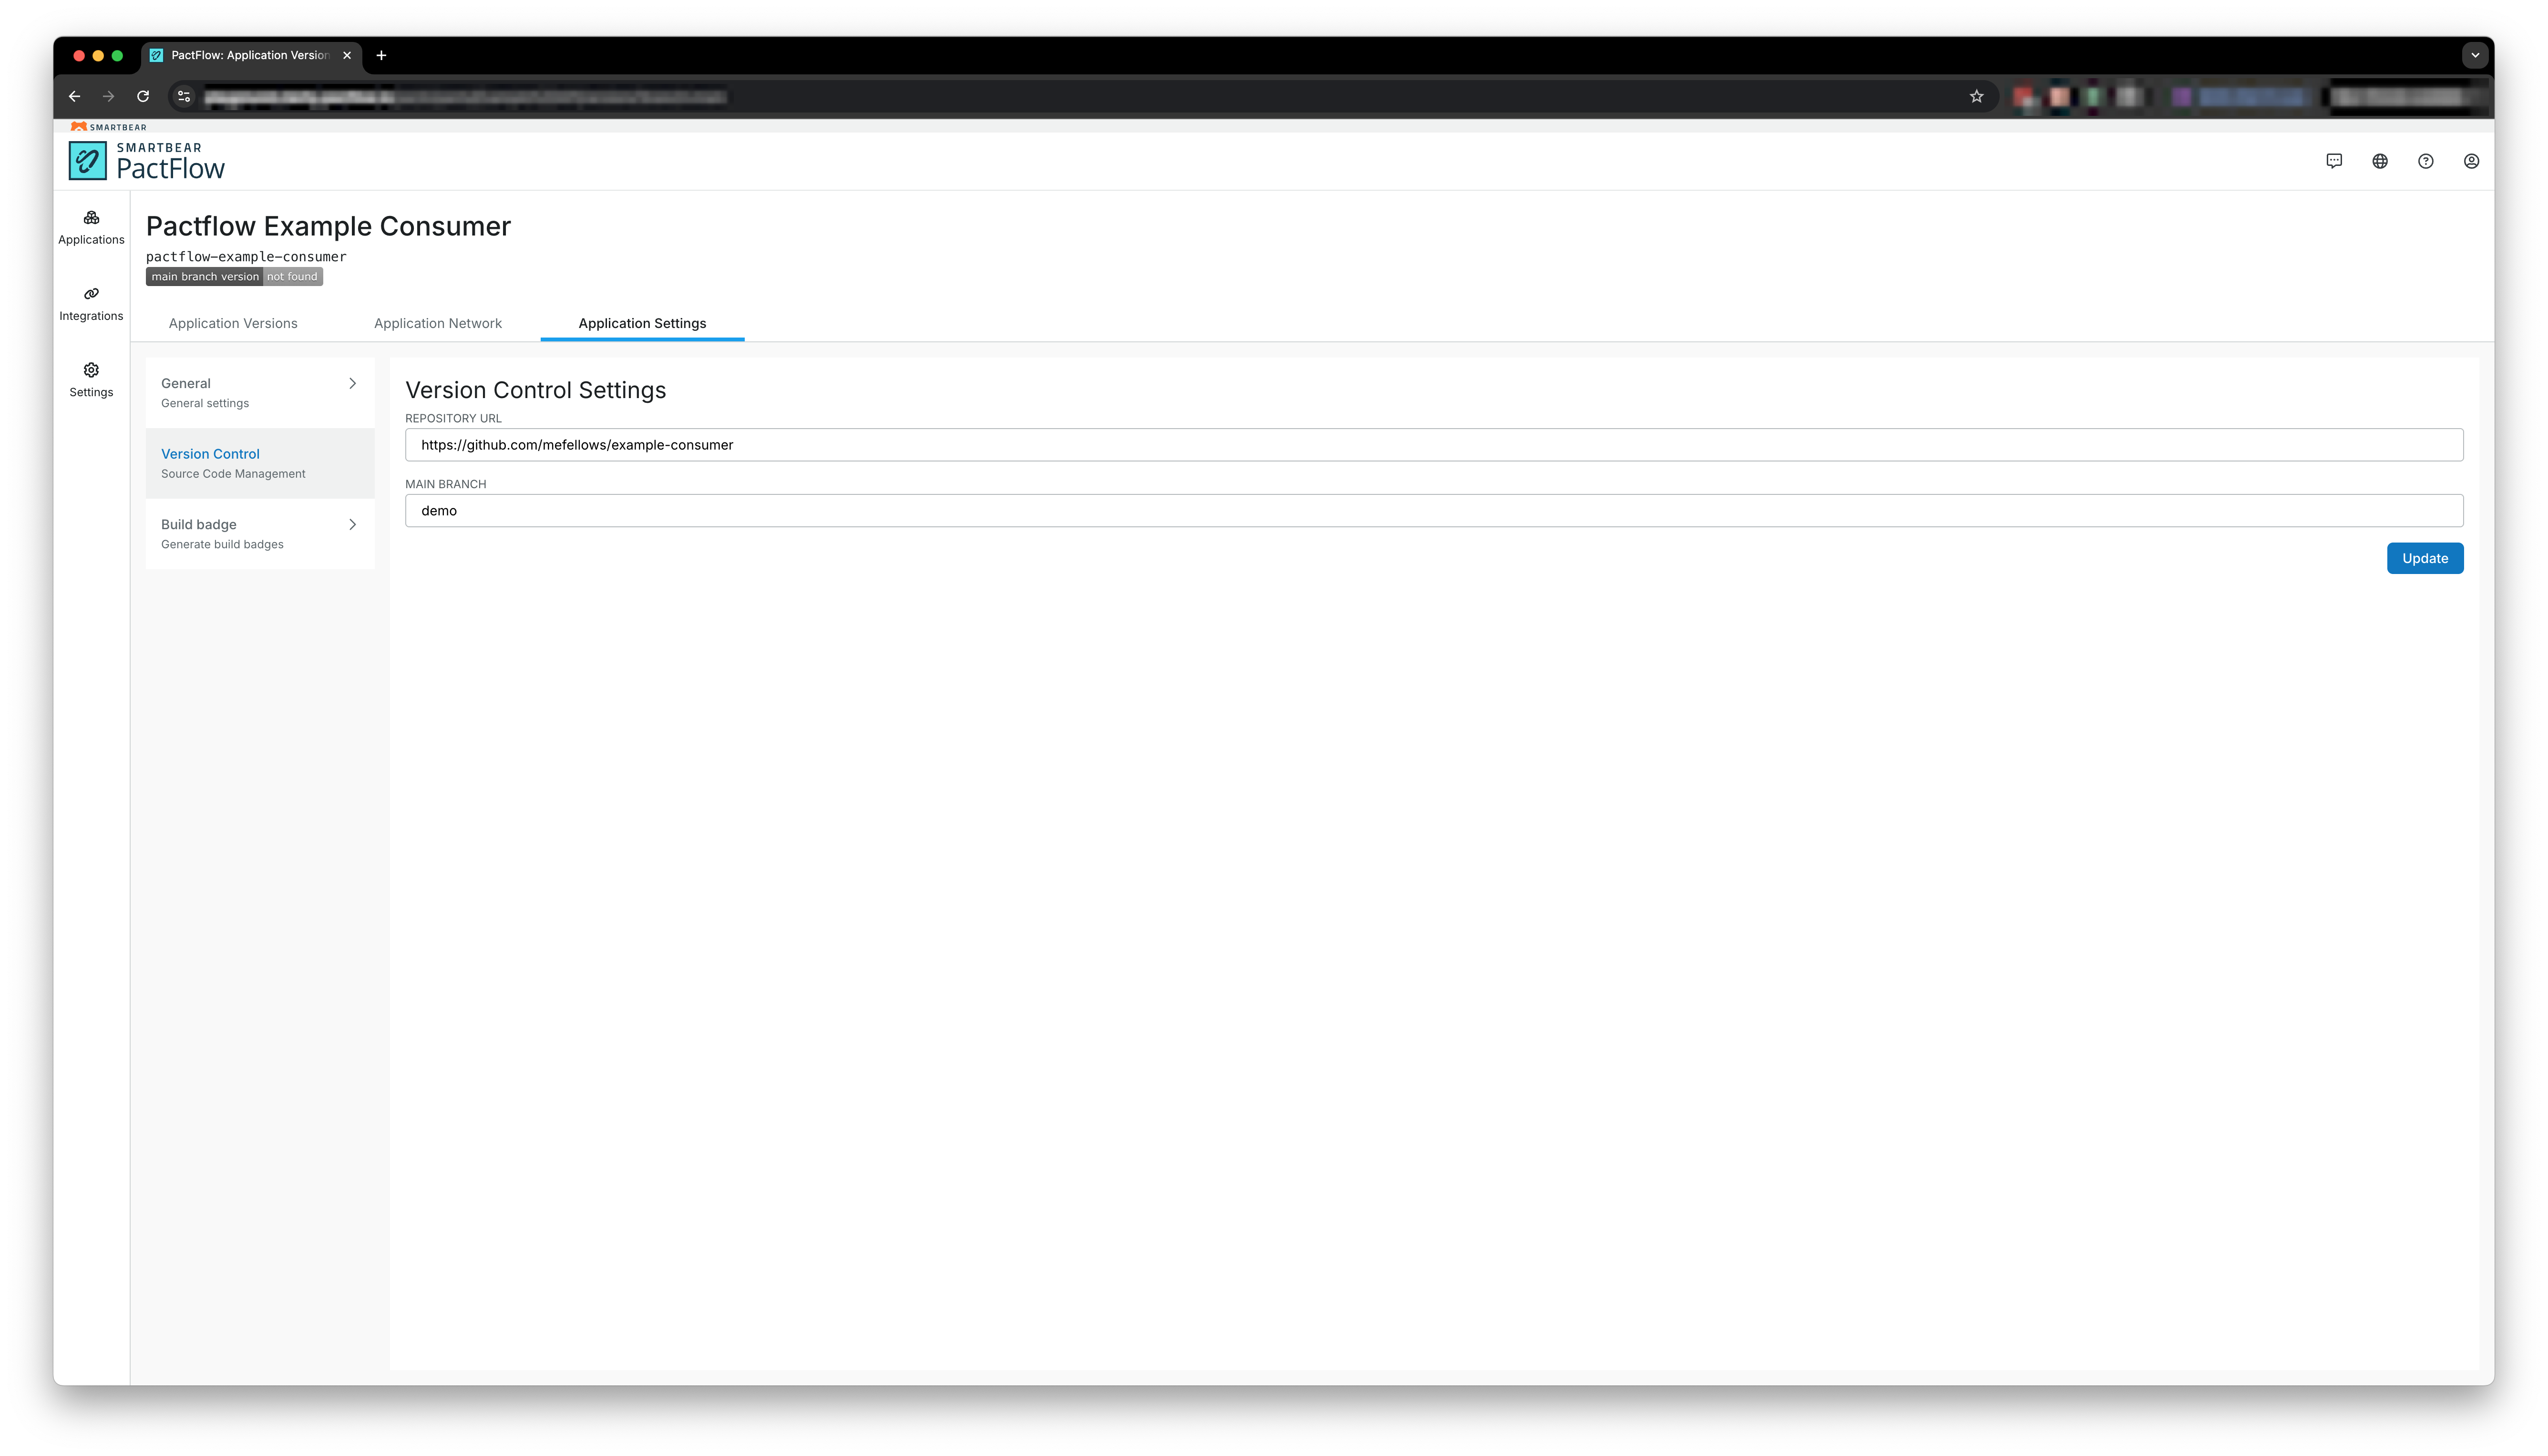 PactFlow: Application Version
SMARTBEAR
SMARTBEAR
PactFlow
Applications
Integrations
Settings
Pactflow Example Consumer
pactflow-example-consumer
main branch version not found
Application Versions Application Network Application Settings
General
General settings
Version Control
Source Code Management
Build badge
Generate build badges
Version Control Settings
REPOSITORY URL
https://github.com/mefellows/example-consumer
MAIN BRANCH
demo
Update